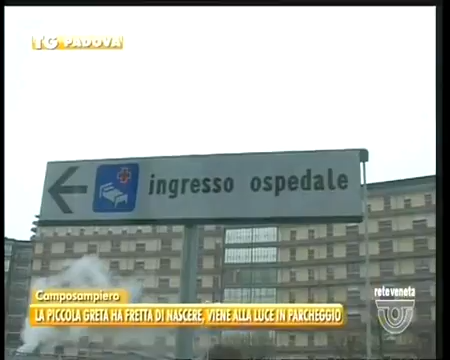 TG PADOVA
ingresso ospedale
reteveneta
Camposampiero
LA PICCOLA GRETA HA FRETTA DI NASCERE, VIENE ALLA LUCE IN PARCHEGGIO